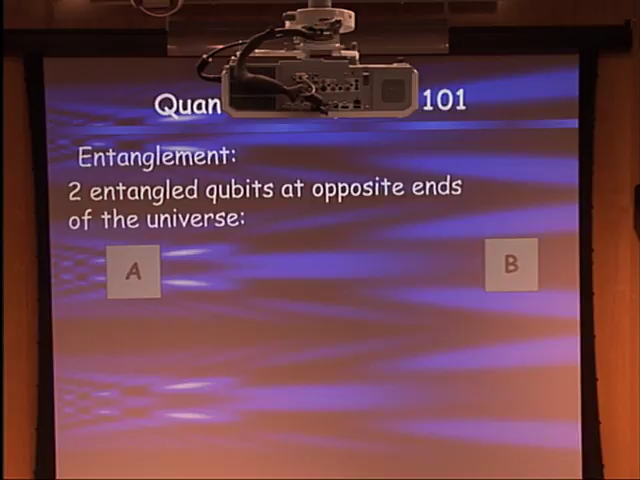 Quan 101
Entanglement:
2 entangled qubits at opposite ends
of the universe:
A B